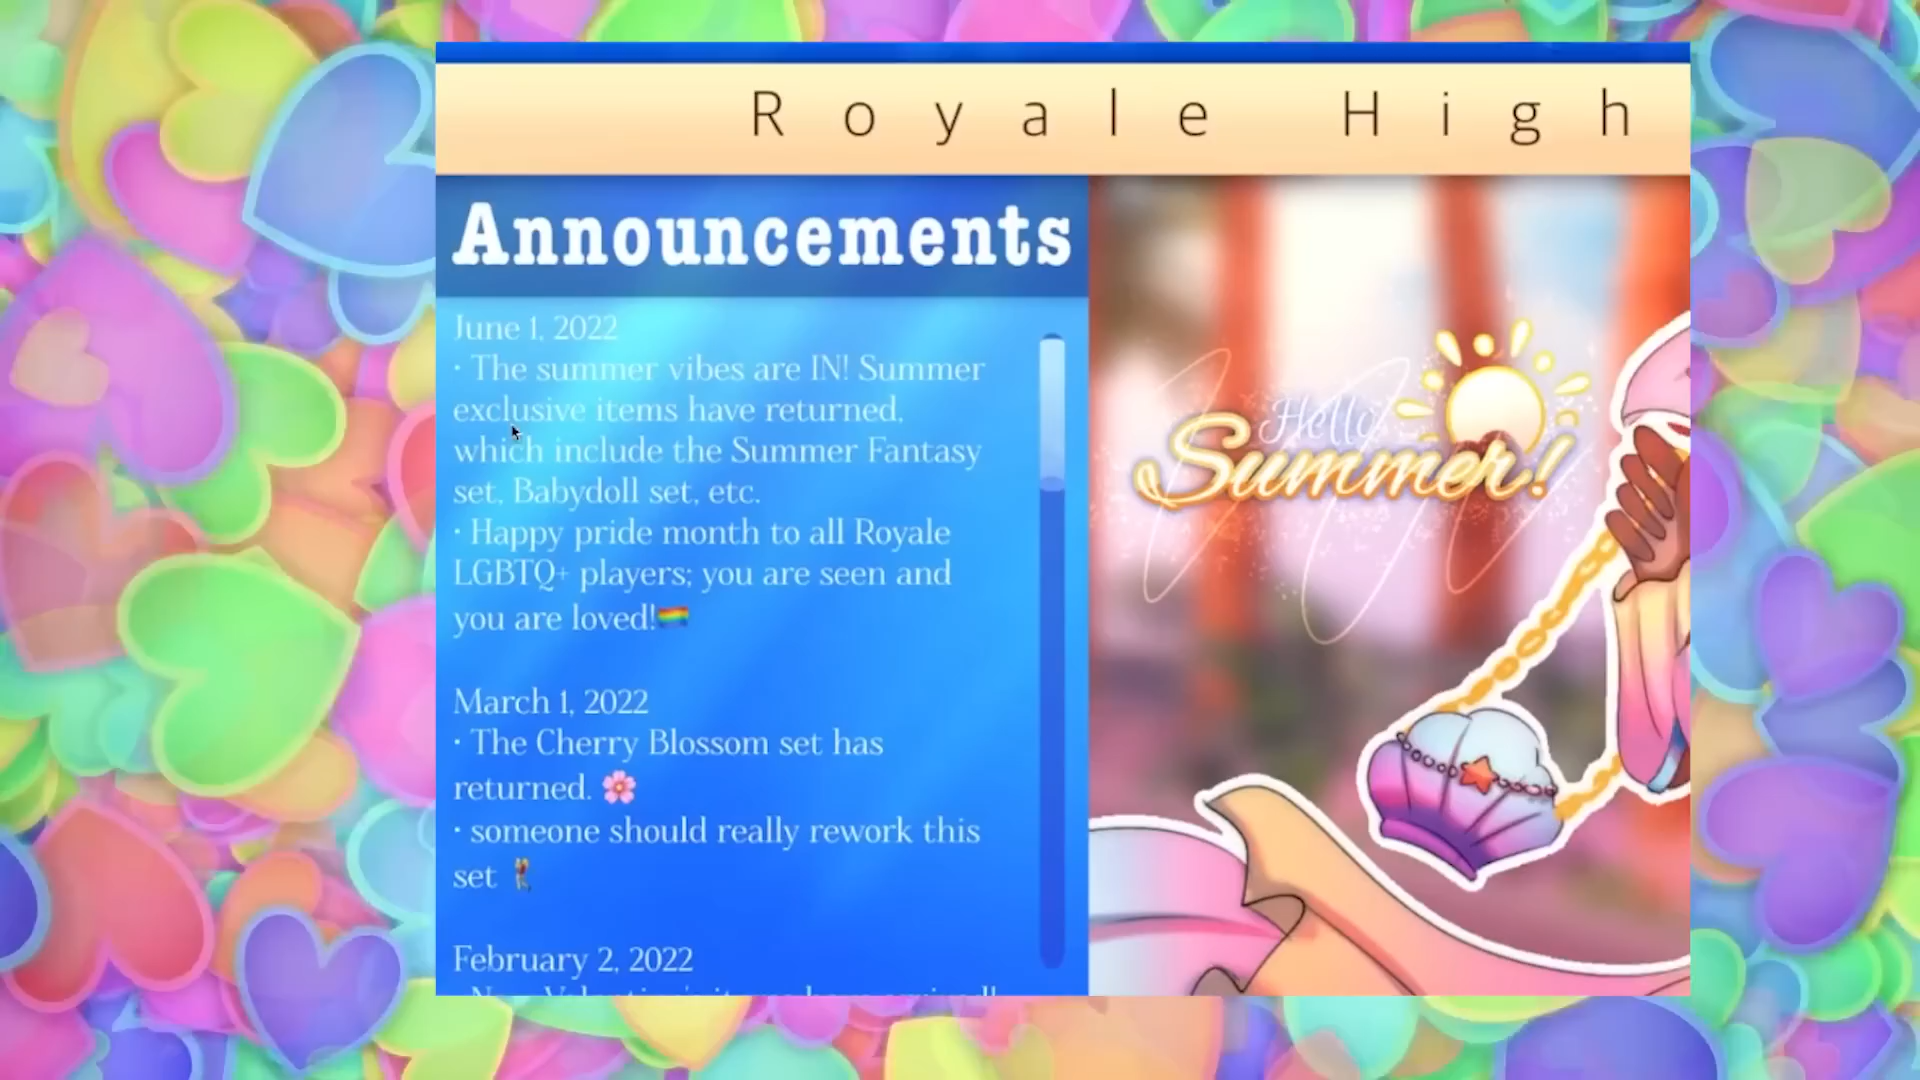 Royale High
Announcements
June 1, 2022
· The summer vibes are IN! Summer
exclusive items have returned,
which include the Summer Fantasy
set, Babydoll set, etc.
· Happy pride month to all Royale
LGBTQ+ players; you are seen and
you are loved!🏳️‍🌈
March 1, 2022
· The Cherry Blossom set has
returned. 🌸
· someone should really rework this
set
February 2, 2022
Hello
Summer!